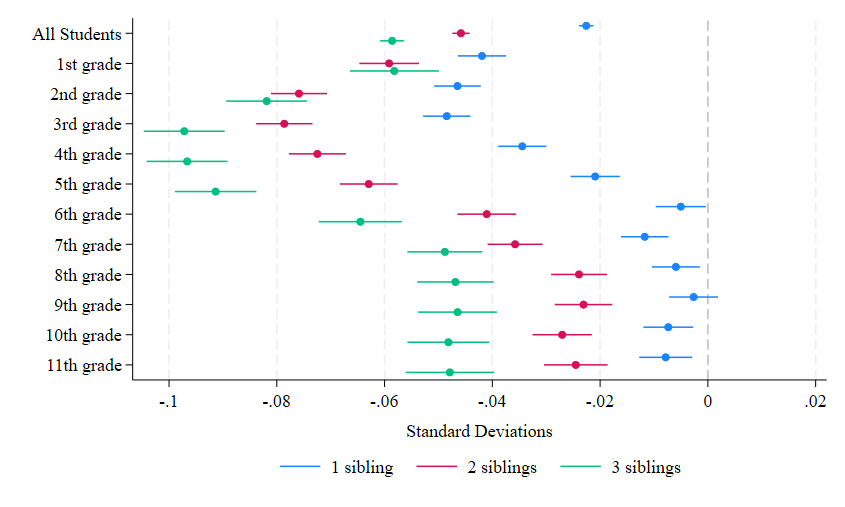 All Students
1st grade
2nd grade
3rd grade
4th grade
5th grade
6th grade
7th grade
8th grade
9th grade
10th grade
11th grade
-.1 -.08 -.06 -.04 -.02 0 .02
Standard Deviations
1 sibling 2 siblings 3 siblings